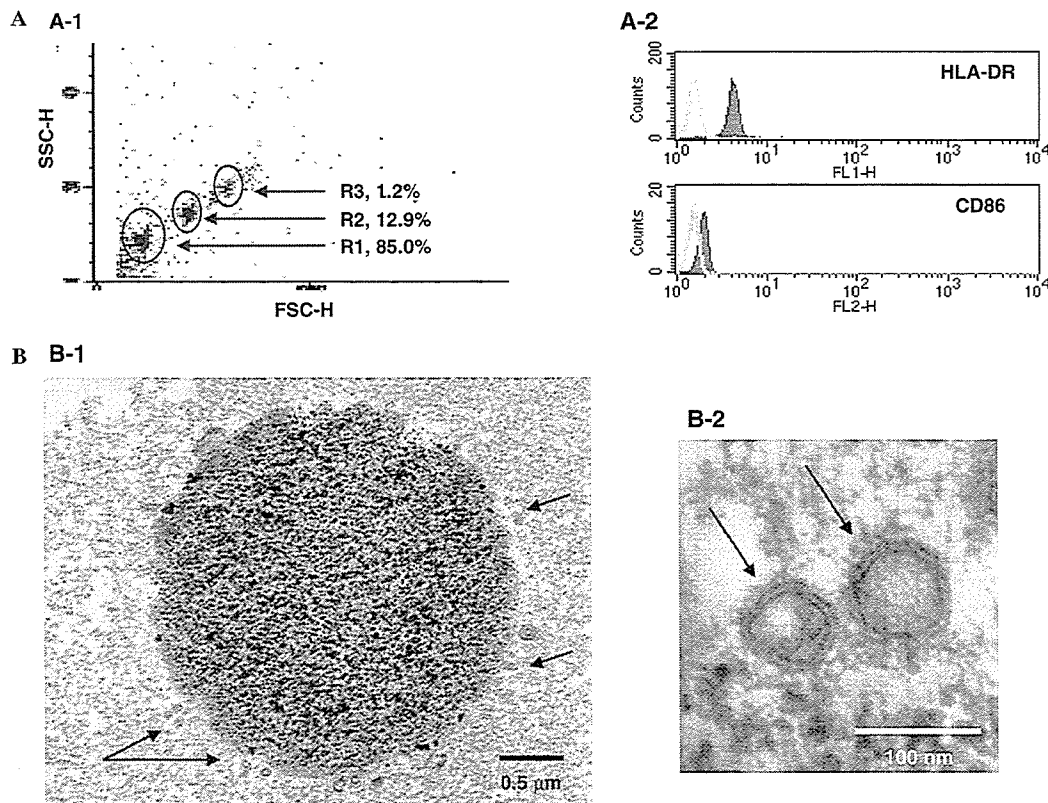 A
A-1
SSC-H
R3, 1.2%
R2, 12.9%
R1, 85.0%
FSC-H
A-2
200
Counts
0
HLA-DR
10⁰ 10¹ 10² 10³ 10⁴
FL1-H
20
Counts
0
CD86
10⁰ 10¹ 10² 10³ 10⁴
FL2-H
B
B-1
0.5 µm
B-2
100 nm